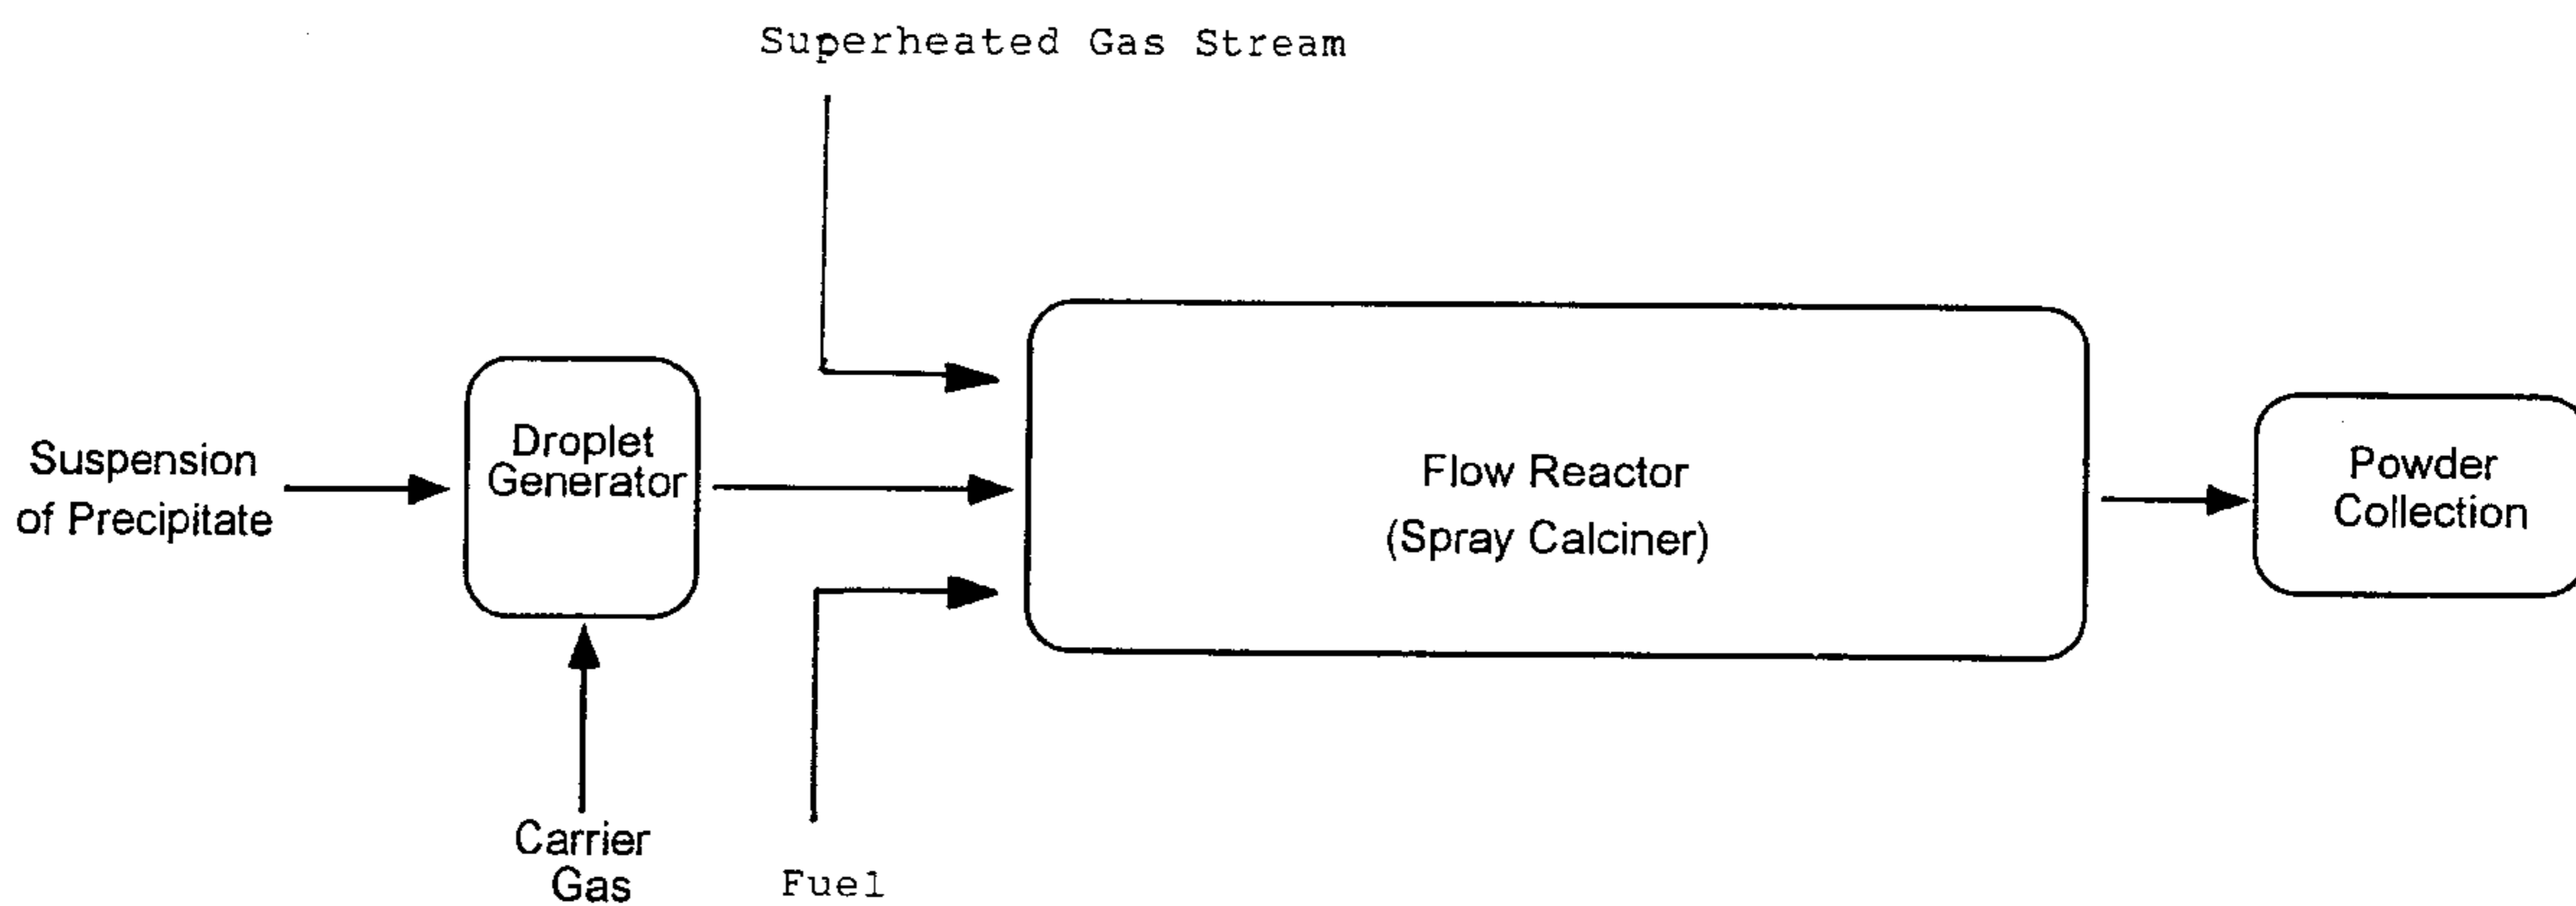 Superheated Gas Stream
Suspension
of Precipitate
Droplet
Generator
Flow Reactor
(Spray Calciner)
Powder
Collection
Carrier
Gas
Fuel